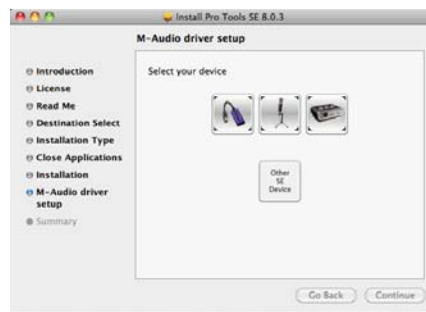 Install Pro Tools SE 8.0.3
M-Audio driver setup
Introduction
License
Read Me
Destination Select
Installation Type
Close Applications
Installation
M-Audio driver
setup
Summary
Select your device
Other
SE
Device
Go Back
Continue